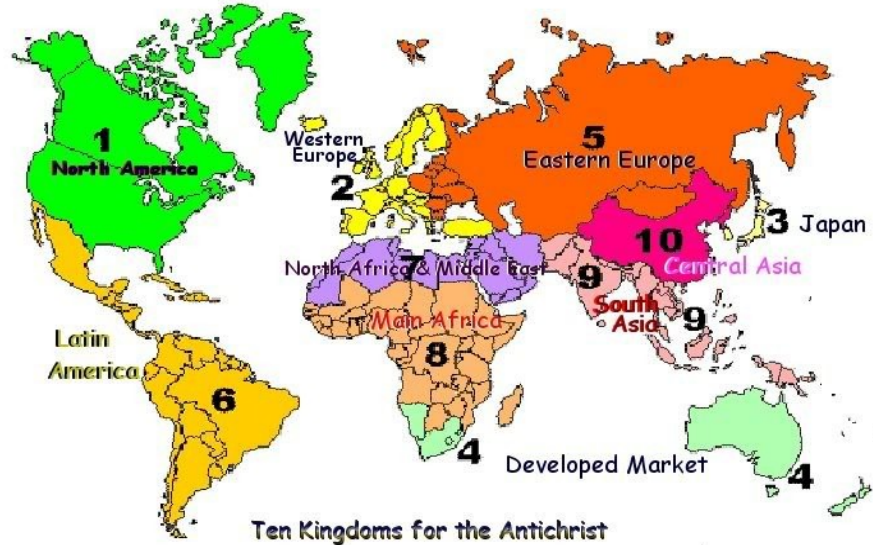 1
North America
Western
Europe
2
5
Eastern Europe
3 Japan
10
Central Asia
7
North Africa & Middle East
9
South
Asia
9
Main Africa
8
Latin
America
6
4
Developed Market
4
Ten Kingdoms for the Antichrist